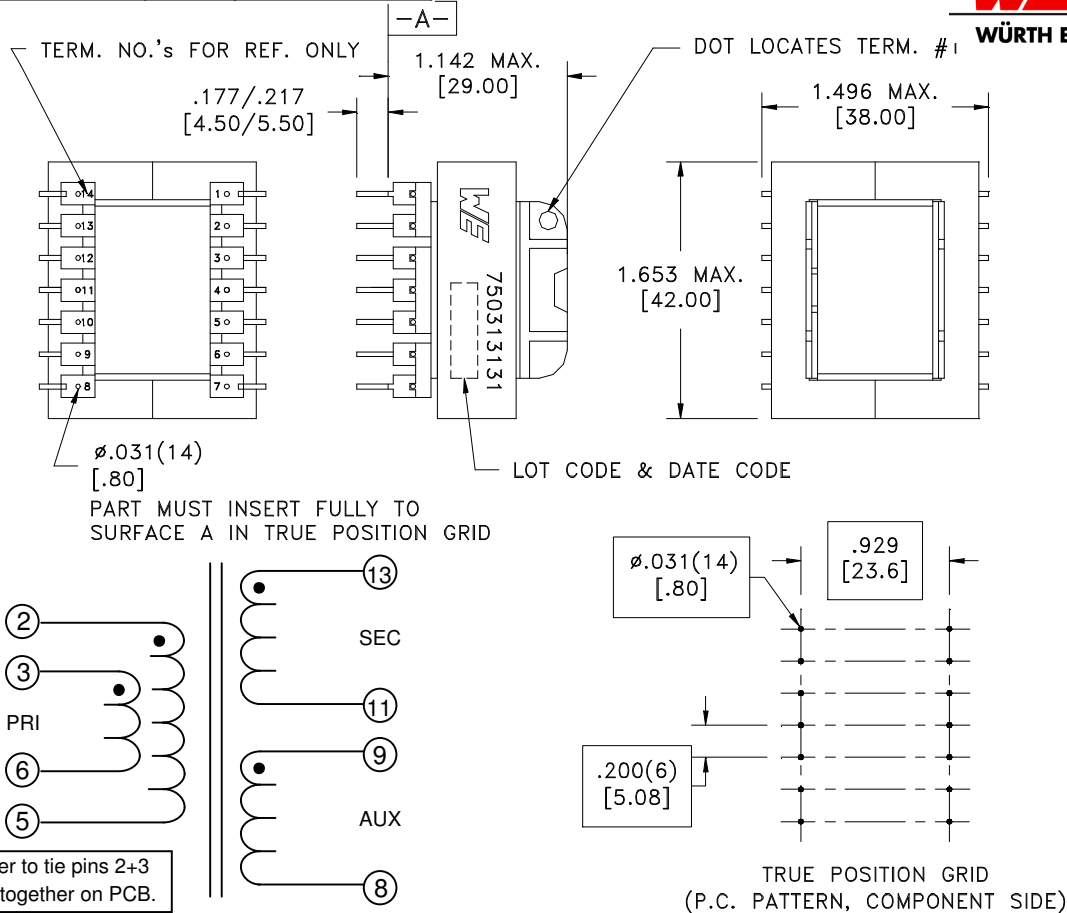 -A-
WÜRTH E
TERM. NO.'s FOR REF. ONLY
1.142 MAX.
[29.00]
DOT LOCATES TERM. #1
.177/.217
[4.50/5.50]
1.496 MAX.
[38.00]
14
13
12
11
10
9
8
1
2
3
4
5
6
7
WE
750313131
1.653 MAX.
[42.00]
ø.031(14)
[.80]
LOT CODE & DATE CODE
PART MUST INSERT FULLY TO
SURFACE A IN TRUE POSITION GRID
2
3
PRI
6
5
13
SEC
11
9
AUX
8
er to tie pins 2+3
together on PCB.
ø.031(14)
[.80]
.929
[23.6]
.200(6)
[5.08]
TRUE POSITION GRID
(P.C. PATTERN, COMPONENT SIDE)